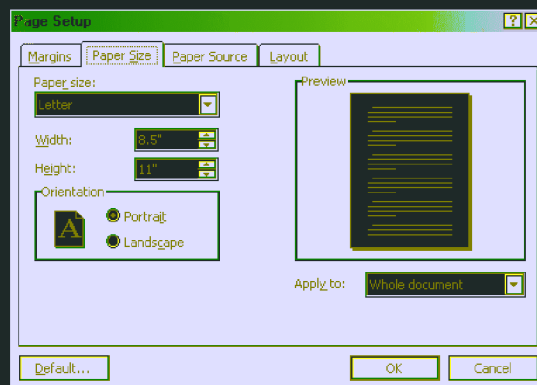 Page Setup
Margins
Paper Size
Paper Source
Layout
Paper size:
Letter
Width:
8.5"
Height:
11"
Orientation
A
Portrait
Landscape
Preview
Apply to:
Whole document
Default...
OK
Cancel